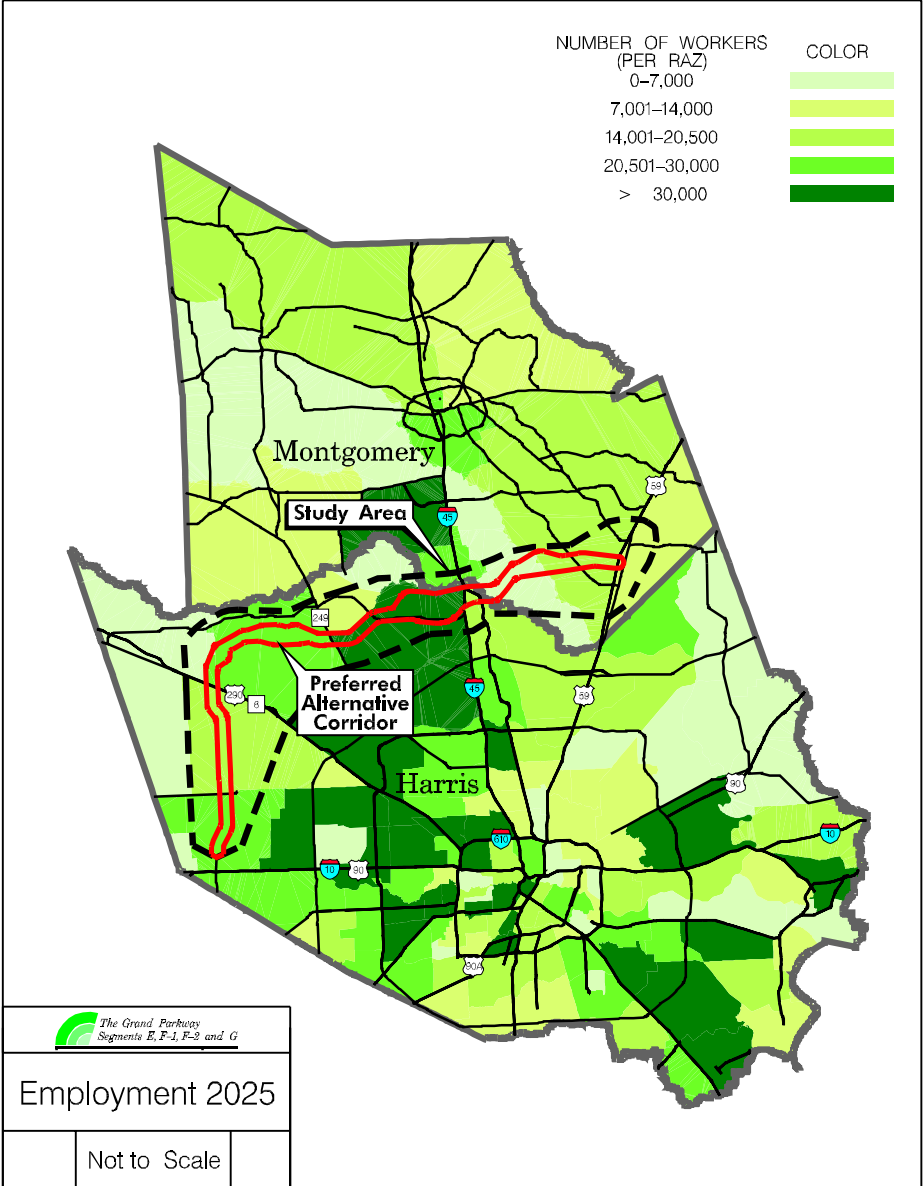 NUMBER OF WORKERS
(PER RAZ)
COLOR
0–7,000
7,001–14,000
14,001–20,500
20,501–30,000
> 30,000
Montgomery
59
Study Area
45
249
Preferred
Alternative
Corridor
290
6
45
59
Harris
90
610
10
10
90
90A
The Grand Parkway
Segments E, F-1, F-2 and G
Employment 2025
Not to Scale